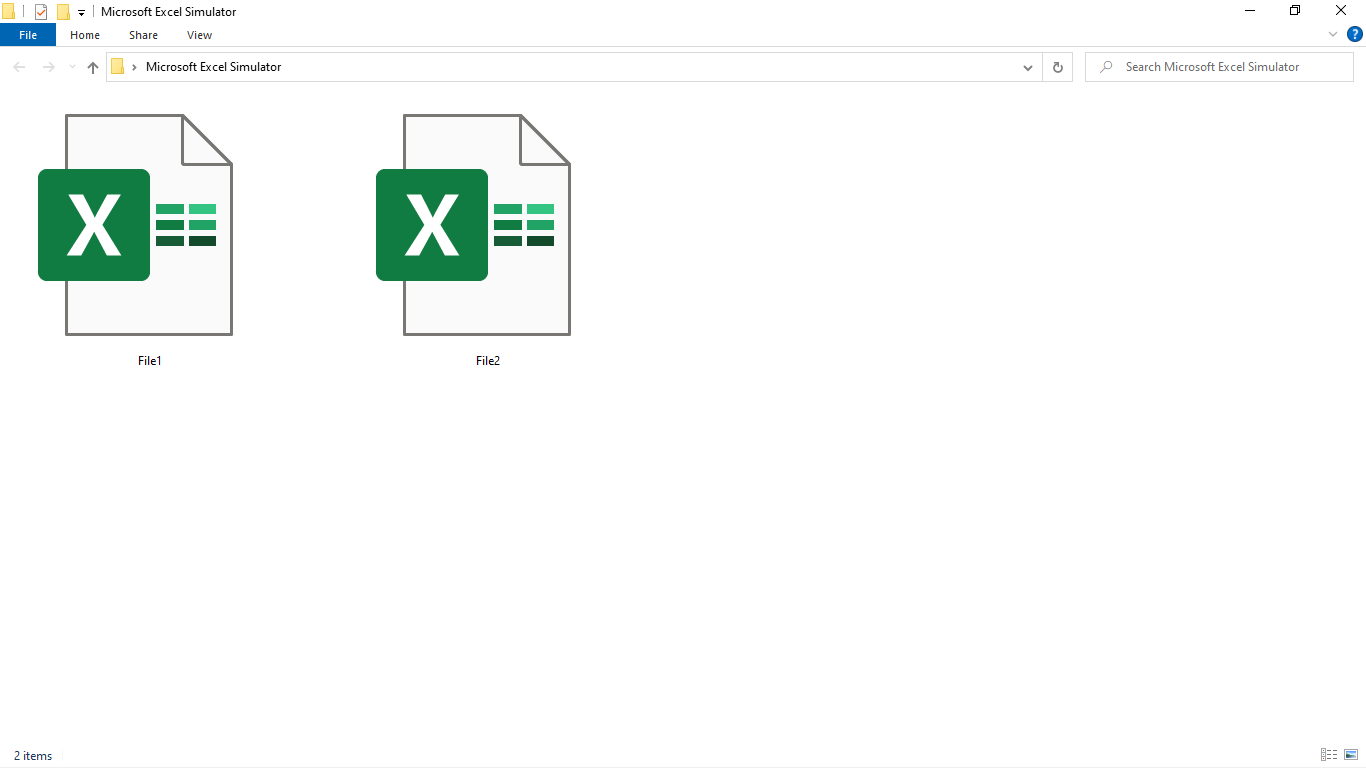 Microsoft Excel Simulator
File Home Share View
?
Microsoft Excel Simulator
Search Microsoft Excel Simulator
X X
File1 File2
2 items